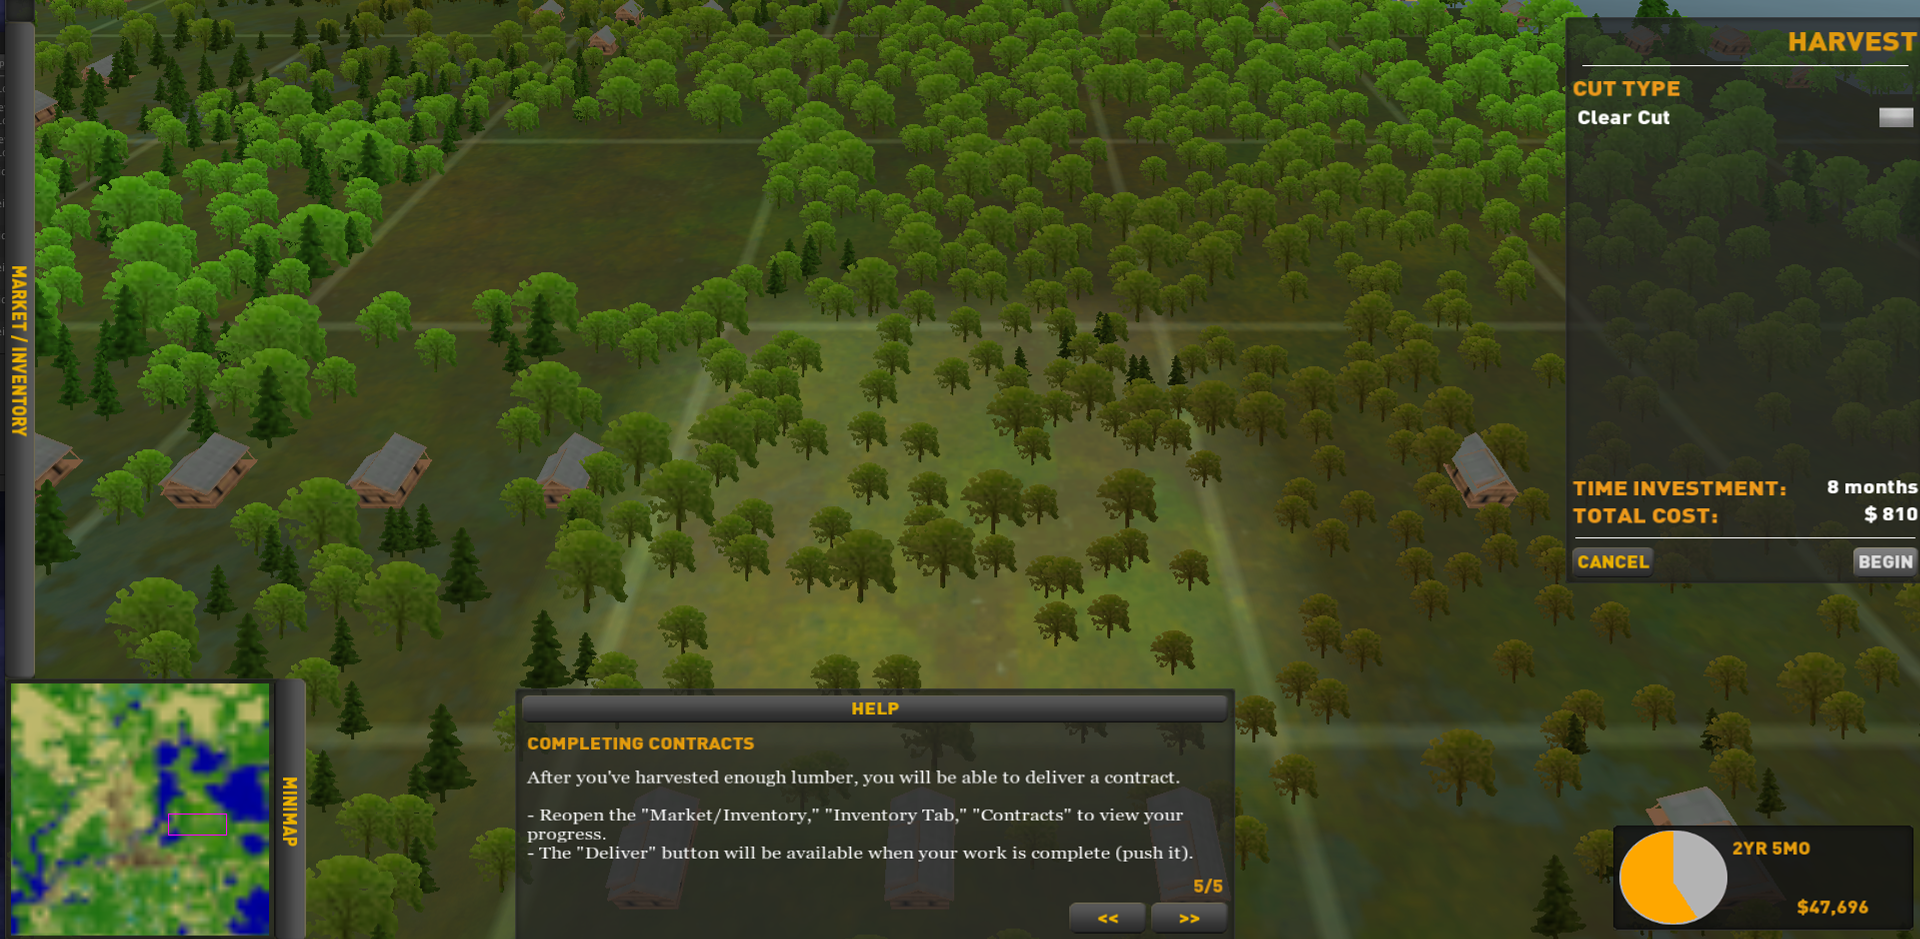 HARVEST
CUT TYPE
Clear Cut
TIME INVESTMENT: 8 months
TOTAL COST: $ 810
CANCEL BEGIN
MARKET / INVENTORY
MINIMAP
HELP
COMPLETING CONTRACTS
After you've harvested enough lumber, you will be able to deliver a contract.
- Reopen the "Market/Inventory," "Inventory Tab," "Contracts" to view your
progress.
- The "Deliver" button will be available when your work is complete (push it).
5/5
<< >>
2YR 5MO
$47,696